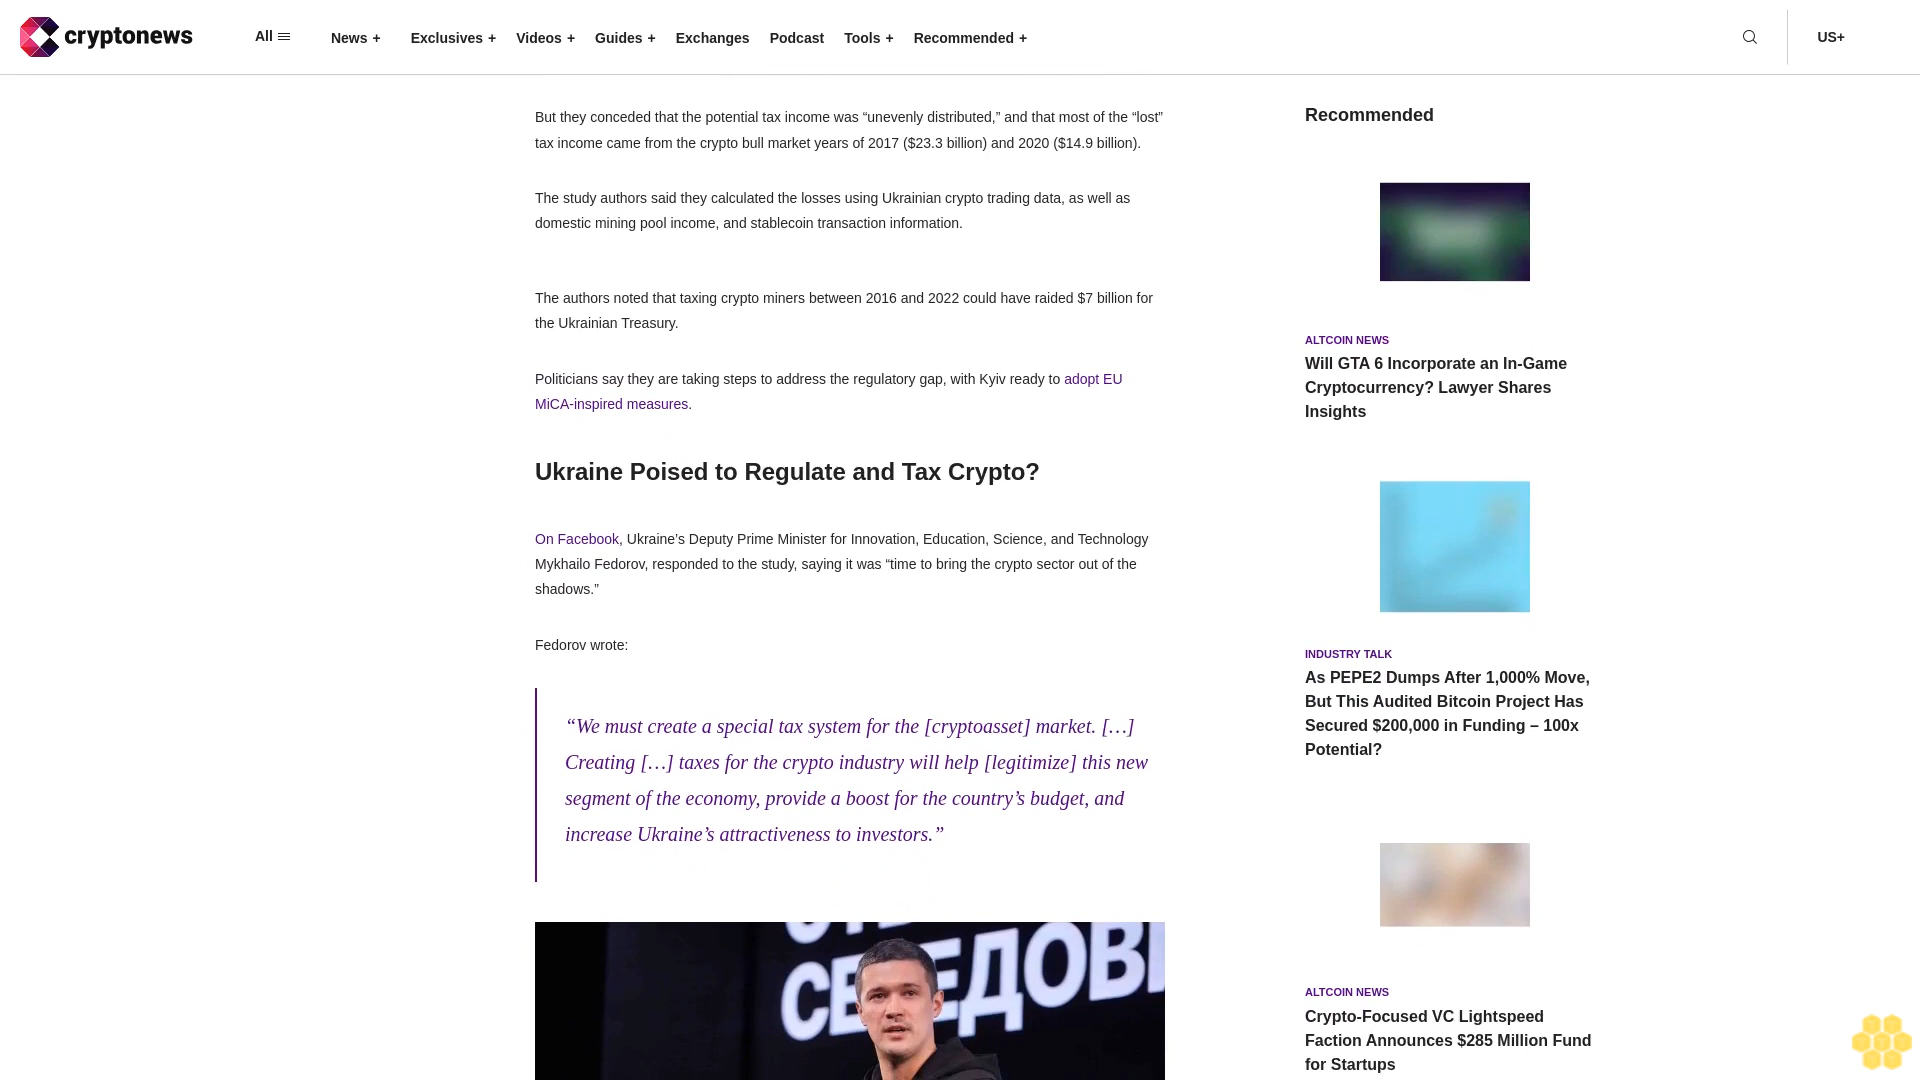 cryptonews
All
News +
Exclusives +
Videos +
Guides +
Exchanges
Podcast
Tools +
Recommended +
US+
But they conceded that the potential tax income was “unevenly distributed,” and that most of the “lost”
tax income came from the crypto bull market years of 2017 ($23.3 billion) and 2020 ($14.9 billion).
The study authors said they calculated the losses using Ukrainian crypto trading data, as well as
domestic mining pool income, and stablecoin transaction information.
The authors noted that taxing crypto miners between 2016 and 2022 could have raided $7 billion for
the Ukrainian Treasury.
Politicians say they are taking steps to address the regulatory gap, with Kyiv ready to adopt EU
MiCA-inspired measures.
Ukraine Poised to Regulate and Tax Crypto?
On Facebook, Ukraine’s Deputy Prime Minister for Innovation, Education, Science, and Technology
Mykhailo Fedorov, responded to the study, saying it was “time to bring the crypto sector out of the
shadows.”
Fedorov wrote:
“We must create a special tax system for the [cryptoasset] market. […]
Creating […] taxes for the crypto industry will help [legitimize] this new
segment of the economy, provide a boost for the country’s budget, and
increase Ukraine’s attractiveness to investors.”
Recommended
ALTCOIN NEWS
Will GTA 6 Incorporate an In-Game
Cryptocurrency? Lawyer Shares
Insights
INDUSTRY TALK
As PEPE2 Dumps After 1,000% Move,
But This Audited Bitcoin Project Has
Secured $200,000 in Funding – 100x
Potential?
ALTCOIN NEWS
Crypto-Focused VC Lightspeed
Faction Announces $285 Million Fund
for Startups